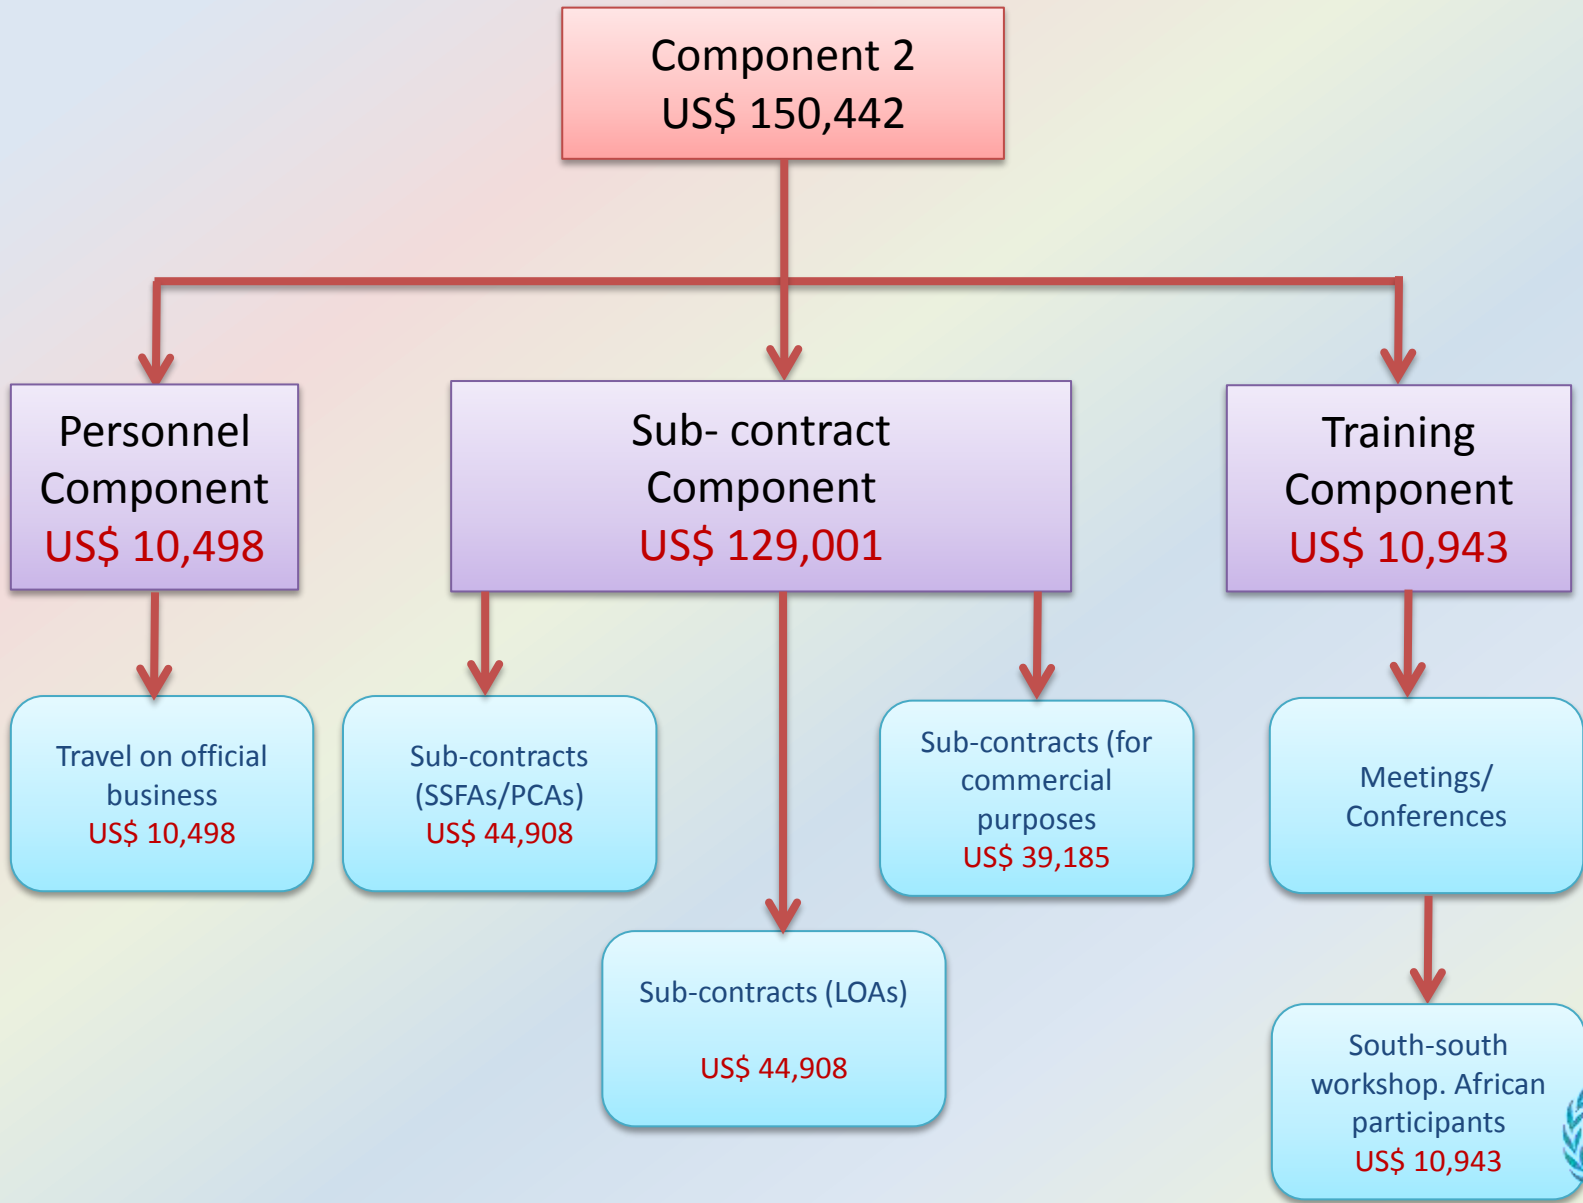 Component 2
US$ 150,442
Personnel
Component
US$ 10,498
Sub- contract
Component
US$ 129,001
Training
Component
US$ 10,943
Travel on official
business
US$ 10,498
Sub-contracts
(SSFAs/PCAs)
US$ 44,908
Sub-contracts (for
commercial
purposes
US$ 39,185
Meetings/
Conferences
Sub-contracts (LOAs)
US$ 44,908
South-south
workshop. African
participants
US$ 10,943